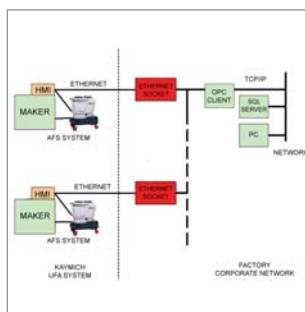 HMI
ETHERNET
ETHERNET
SOCKET
TCP/IP
OPC
CLIENT
MAKER
SQL
SERVER
PC
AFS SYSTEM
NETWORK
HMI
ETHERNET
ETHERNET
SOCKET
MAKER
AFS SYSTEM
KAYMICH
UFA SYSTEM
FACTORY
CORPORATE NETWORK